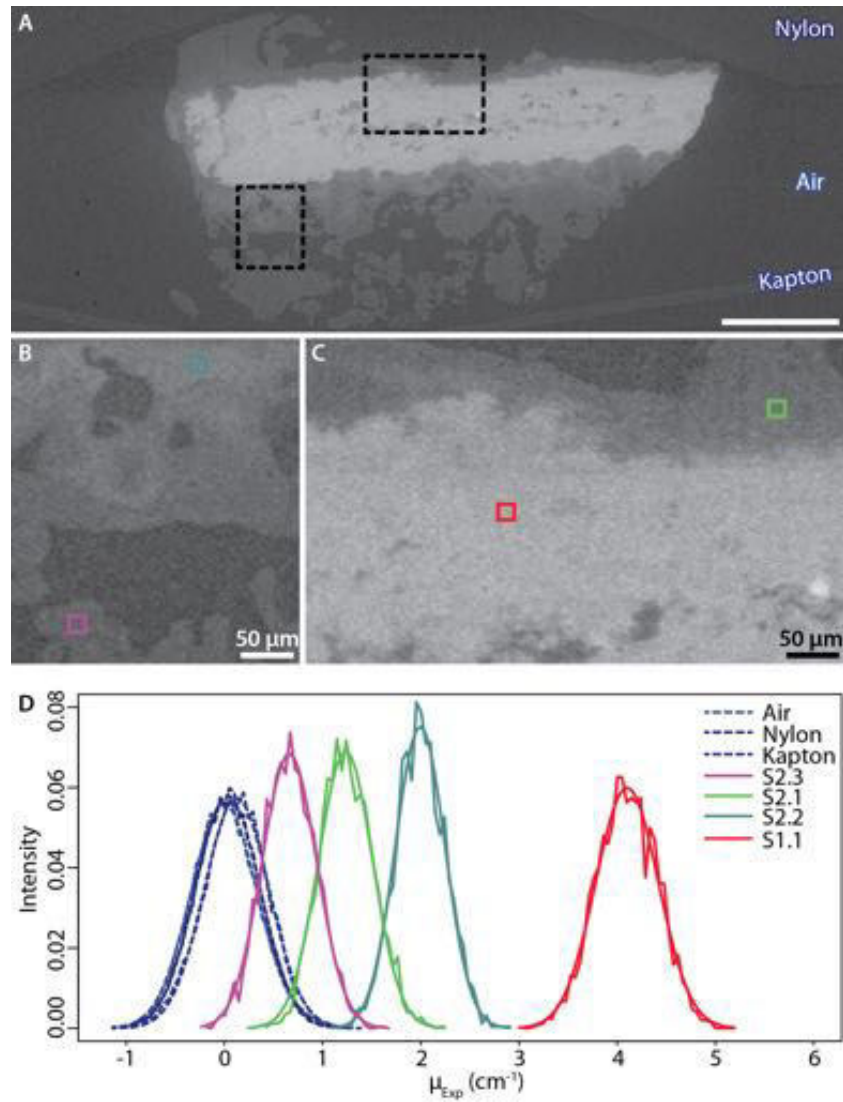 A
Nylon
Air
Kapton
B
50 µm
C
50 µm
D
Intensity
0.08
0.06
0.04
0.02
0.00
-1 0 1 2 3 4 5 6
µExp (cm-1)
Air
Nylon
Kapton
S2.3
S2.1
S2.2
S1.1